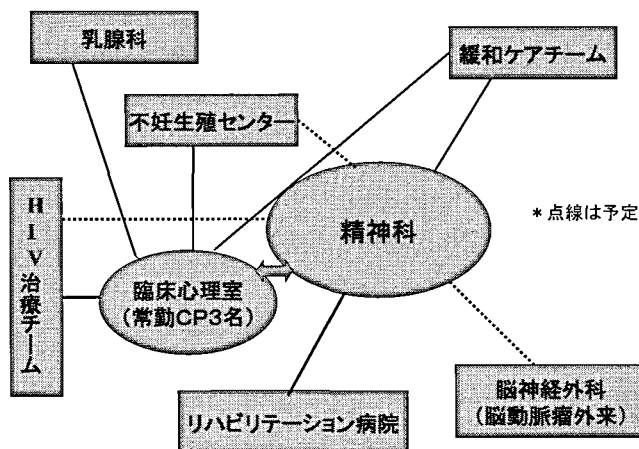 乳腺科
緩和ケアチーム
不妊生殖センター
HIV治療チーム
精神科
＊点線は予定
臨床心理室
（常勤CP3名）
リハビリテーション病院
脳神経外科
（脳動脈瘤外来）